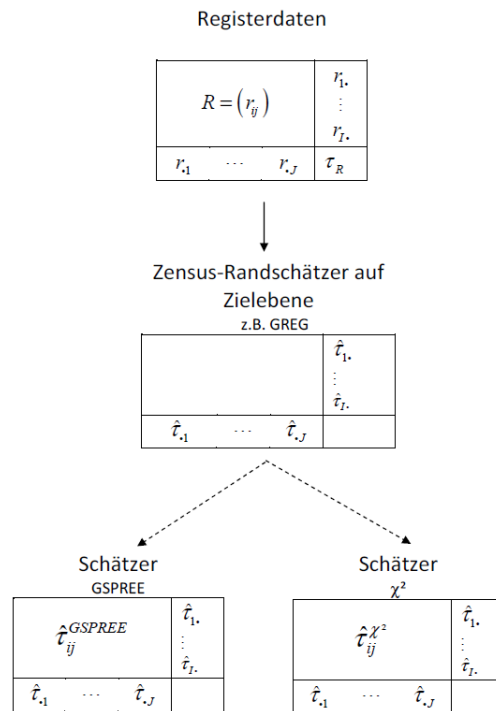 Registerdaten
R = (r_ij) r_1•
⋮
r_I•
r_•1 ⋯ r_•J τ_R
Zensus-Randschätzer auf
Zielebene
z.B. GREG
τ̂_1•
⋮
τ̂_I•
τ̂_•1 ⋯ τ̂_•J
Schätzer
GSPREE
τ̂_ij^GSPREE τ̂_1•
⋮
τ̂_I•
τ̂_•1 ⋯ τ̂_•J
Schätzer
χ²
τ̂_ij^χ² τ̂_1•
⋮
τ̂_I•
τ̂_•1 ⋯ τ̂_•J